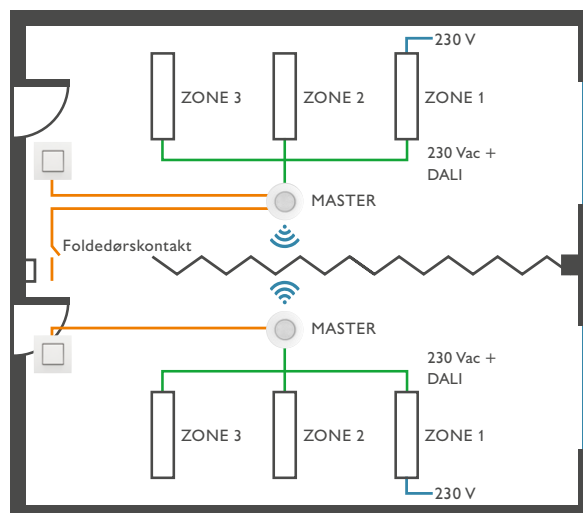 230 V
ZONE 3
ZONE 2
ZONE 1
230 Vac +
DALI
MASTER
Foldedørskontakt
MASTER
230 Vac +
DALI
ZONE 3
ZONE 2
ZONE 1
230 V